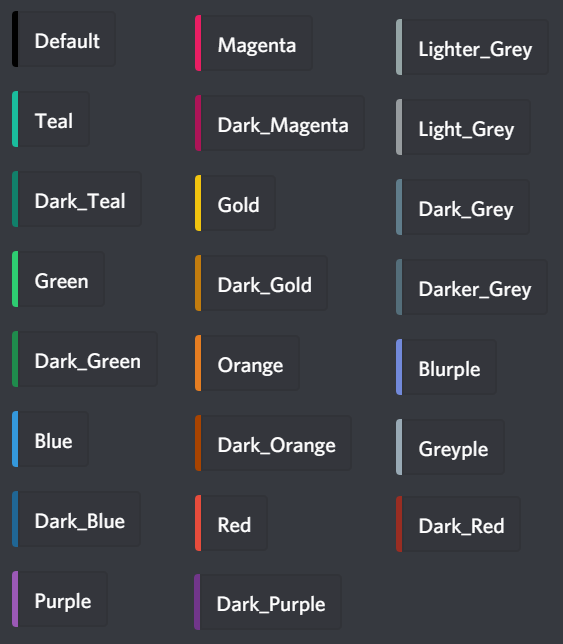 Default
Teal
Dark_Teal
Green
Dark_Green
Blue
Dark_Blue
Purple
Magenta
Dark_Magenta
Gold
Dark_Gold
Orange
Dark_Orange
Red
Dark_Purple
Lighter_Grey
Light_Grey
Dark_Grey
Darker_Grey
Blurple
Greyple
Dark_Red